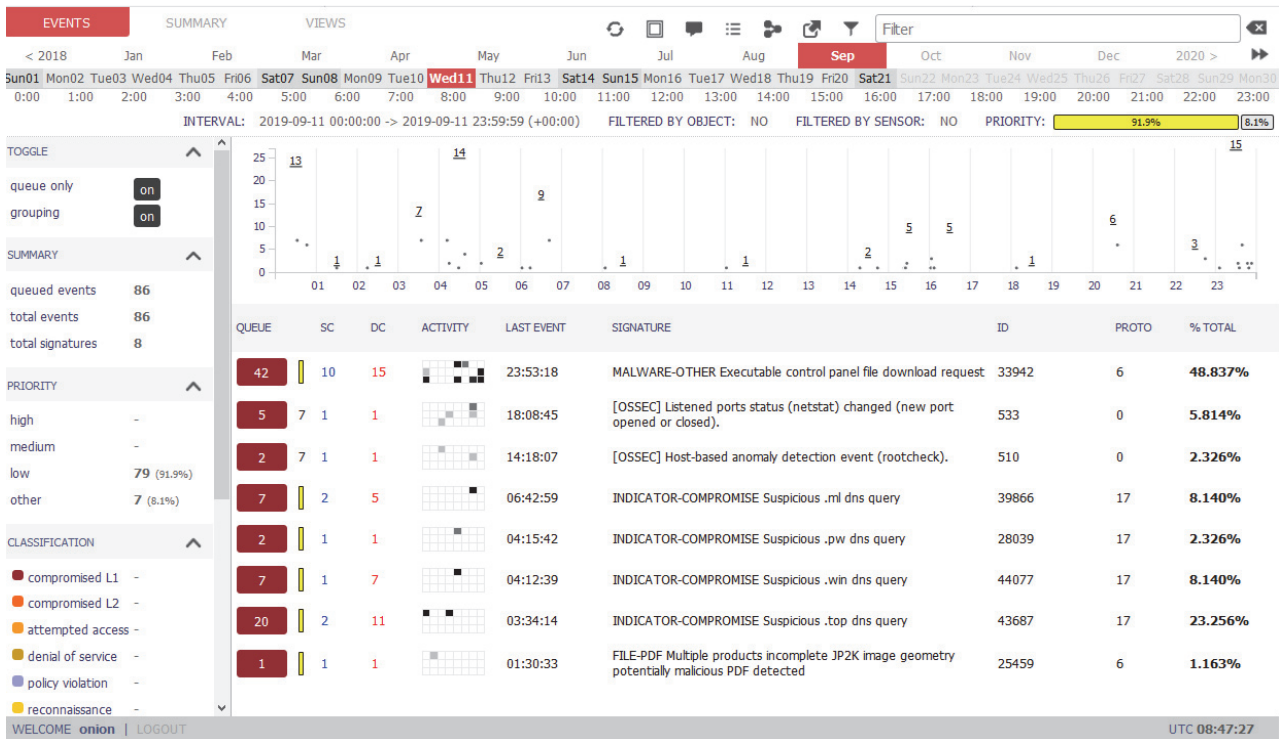 EVENTS SUMMARY VIEWS Filter
< 2018 Jan Feb Mar Apr May Jun Jul Aug Sep Oct Nov Dec 2020 >
Sun01 Mon02 Tue03 Wed04 Thu05 Fri06 Sat07 Sun08 Mon09 Tue10 Wed11 Thu12 Fri13 Sat14 Sun15 Mon16 Tue17 Wed18 Thu19 Fri20 Sat21 Sun22 Mon23 Tue24 Wed25 Thu26 Fri27 Sat28 Sun29 Mon30
0:00 1:00 2:00 3:00 4:00 5:00 6:00 7:00 8:00 9:00 10:00 11:00 12:00 13:00 14:00 15:00 16:00 17:00 18:00 19:00 20:00 21:00 22:00 23:00
INTERVAL: 2019-09-11 00:00:00 -> 2019-09-11 23:59:59 (+00:00) FILTERED BY OBJECT: NO FILTERED BY SENSOR: NO PRIORITY: 91.9% 8.1%
TOGGLE
queue only on
grouping on
SUMMARY
queued events 86
total events 86
total signatures 8
PRIORITY
high -
medium -
low 79 (91.9%)
other 7 (8.1%)
CLASSIFICATION
compromised L1 -
compromised L2 -
attempted access -
denial of service -
policy violation -
reconnaissance -
25
20
15
10
5
0
13 1 1 7 14 2 9 1 1 2 5 5 1 6 3 15
01 02 03 04 05 06 07 08 09 10 11 12 13 14 15 16 17 18 19 20 21 22 23
QUEUE SC DC ACTIVITY LAST EVENT SIGNATURE ID PROTO % TOTAL
42 10 15 23:53:18 MALWARE-OTHER Executable control panel file download request 33942 6 48.837%
5 7 1 1 18:08:45 [OSSEC] Listened ports status (netstat) changed (new port
opened or closed). 533 0 5.814%
2 7 1 1 14:18:07 [OSSEC] Host-based anomaly detection event (rootcheck). 510 0 2.326%
7 2 5 06:42:59 INDICATOR-COMPROMISE Suspicious .ml dns query 39866 17 8.140%
2 1 1 04:15:42 INDICATOR-COMPROMISE Suspicious .pw dns query 28039 17 2.326%
7 1 7 04:12:39 INDICATOR-COMPROMISE Suspicious .win dns query 44077 17 8.140%
20 2 11 03:34:14 INDICATOR-COMPROMISE Suspicious .top dns query 43687 17 23.256%
1 1 1 01:30:33 FILE-PDF Multiple products incomplete JP2K image geometry
potentially malicious PDF detected 25459 6 1.163%
WELCOME onion | LOGOUT UTC 08:47:27